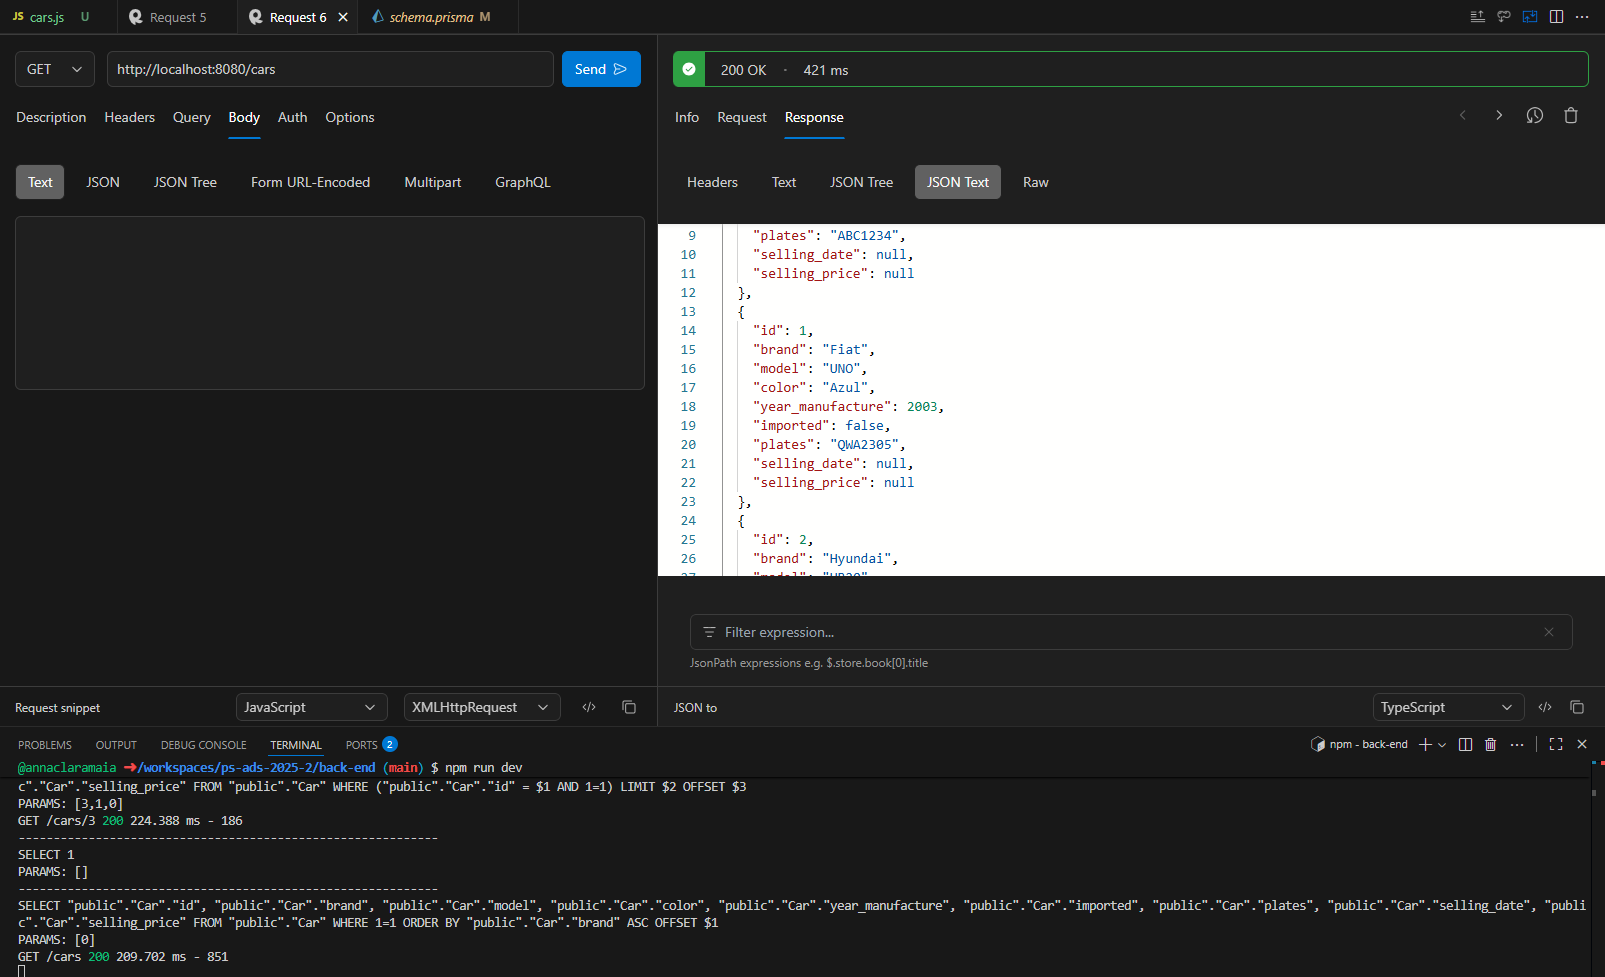 JS cars.js U
Request 5
Request 6
schema.prisma M
GET
http://localhost:8080/cars
Send
Description Headers Query Body Auth Options
Text JSON JSON Tree Form URL-Encoded Multipart GraphQL
200 OK · 421 ms
Info Request Response
Headers Text JSON Tree JSON Text Raw
9 "plates": "ABC1234",
10 "selling_date": null,
11 "selling_price": null
12 },
13 {
14 "id": 1,
15 "brand": "Fiat",
16 "model": "UNO",
17 "color": "Azul",
18 "year_manufacture": 2003,
19 "imported": false,
20 "plates": "QWA2305",
21 "selling_date": null,
22 "selling_price": null
23 },
24 {
25 "id": 2,
26 "brand": "Hyundai",
Filter expression...
JsonPath expressions e.g. $.store.book[0].title
Request snippet JavaScript XMLHttpRequest
JSON to TypeScript
PROBLEMS OUTPUT DEBUG CONSOLE TERMINAL PORTS 2
npm - back-end
@annaclaramaia ➜/workspaces/ps-ads-2025-2/back-end (main) $ npm run dev
c"."Car"."selling_price" FROM "public"."Car" WHERE ("public"."Car"."id" = $1 AND 1=1) LIMIT $2 OFFSET $3
PARAMS: [3,1,0]
GET /cars/3 200 224.388 ms - 186
------------------------------------------------------------
SELECT 1
PARAMS: []
------------------------------------------------------------
SELECT "public"."Car"."id", "public"."Car"."brand", "public"."Car"."model", "public"."Car"."color", "public"."Car"."year_manufacture", "public"."Car"."imported", "public"."Car"."plates", "public"."Car"."selling_date", "publi
c"."Car"."selling_price" FROM "public"."Car" WHERE 1=1 ORDER BY "public"."Car"."brand" ASC OFFSET $1
PARAMS: [0]
GET /cars 200 209.702 ms - 851